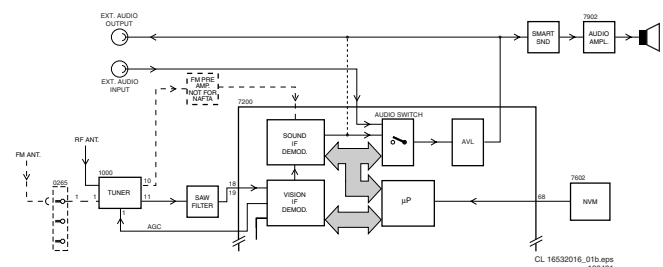 EXT. AUDIO
OUTPUT
7902
SMART
SND
AUDIO
AMPL.
EXT. AUDIO
INPUT
FM PRE
AMP.
NOT FOR
NAFTA
7200
AUDIO SWITCH
SOUND
IF
DEMOD.
AVL
RF ANT.
FM ANT.
0265
1000
10
TUNER
1
1
11
1
SAW
FILTER
18
19
VISION
IF
DEMOD.
µP
68
7602
NVM
AGC
CL 16532016_01b.eps